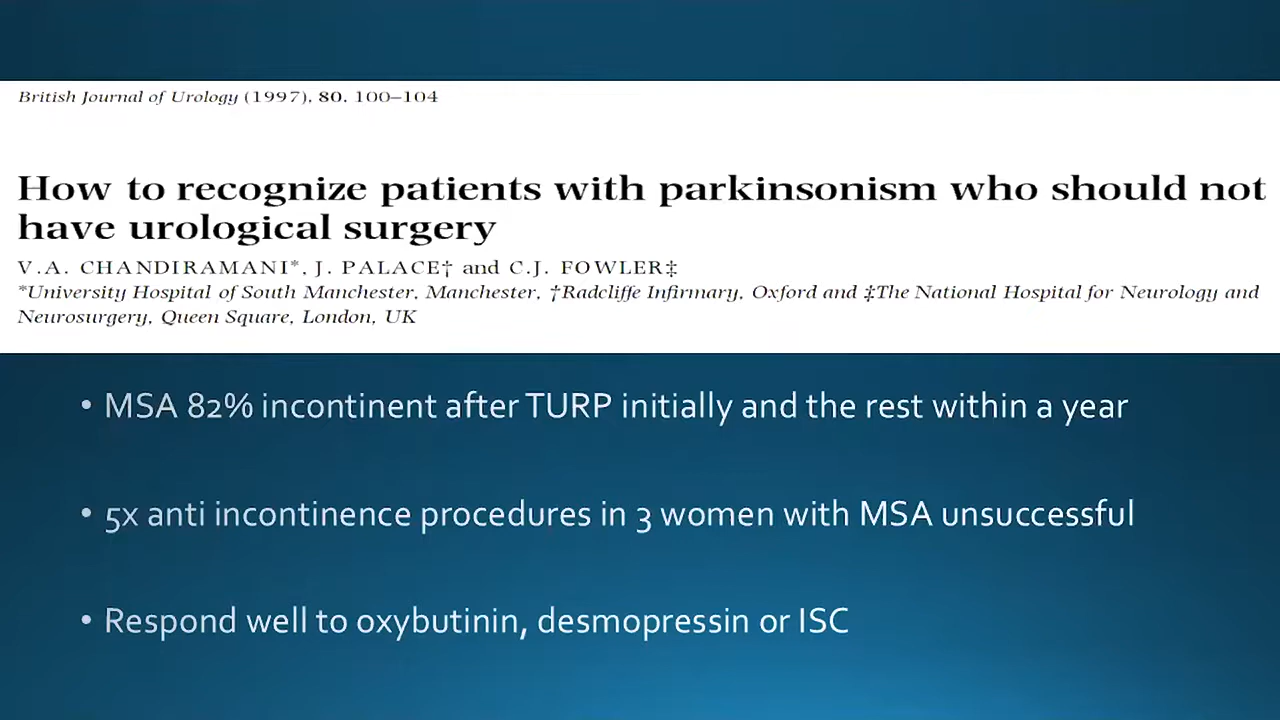 British Journal of Urology (1997), 80, 100–104
How to recognize patients with parkinsonism who should not
have urological surgery
V.A. CHANDIRAMANI*, J. PALACE† and C.J. FOWLER‡
*University Hospital of South Manchester, Manchester, †Radcliffe Infirmary, Oxford and ‡The National Hospital for Neurology and
Neurosurgery, Queen Square, London, UK
• MSA 82% incontinent after TURP initially and the rest within a year
• 5x anti incontinence procedures in 3 women with MSA unsuccessful
• Respond well to oxybutinin, desmopressin or ISC